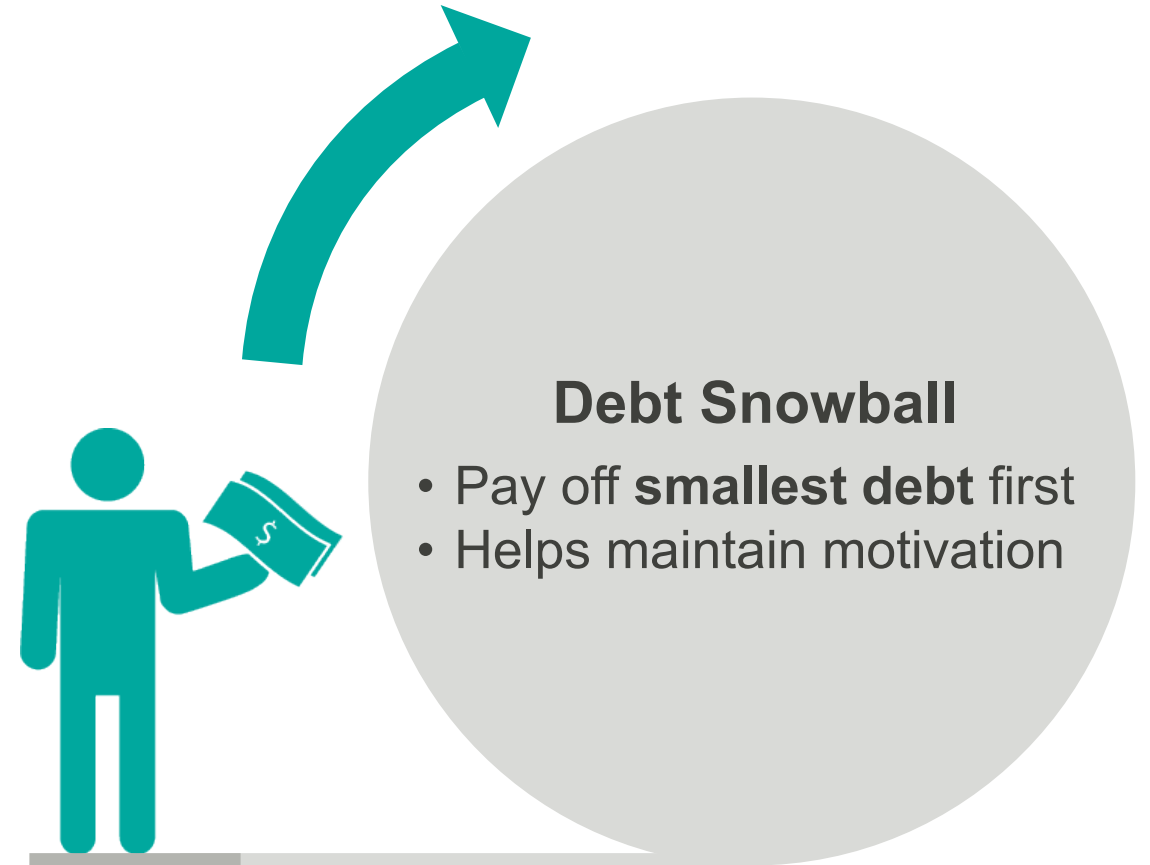 Debt Snowball
• Pay off smallest debt first
• Helps maintain motivation
$